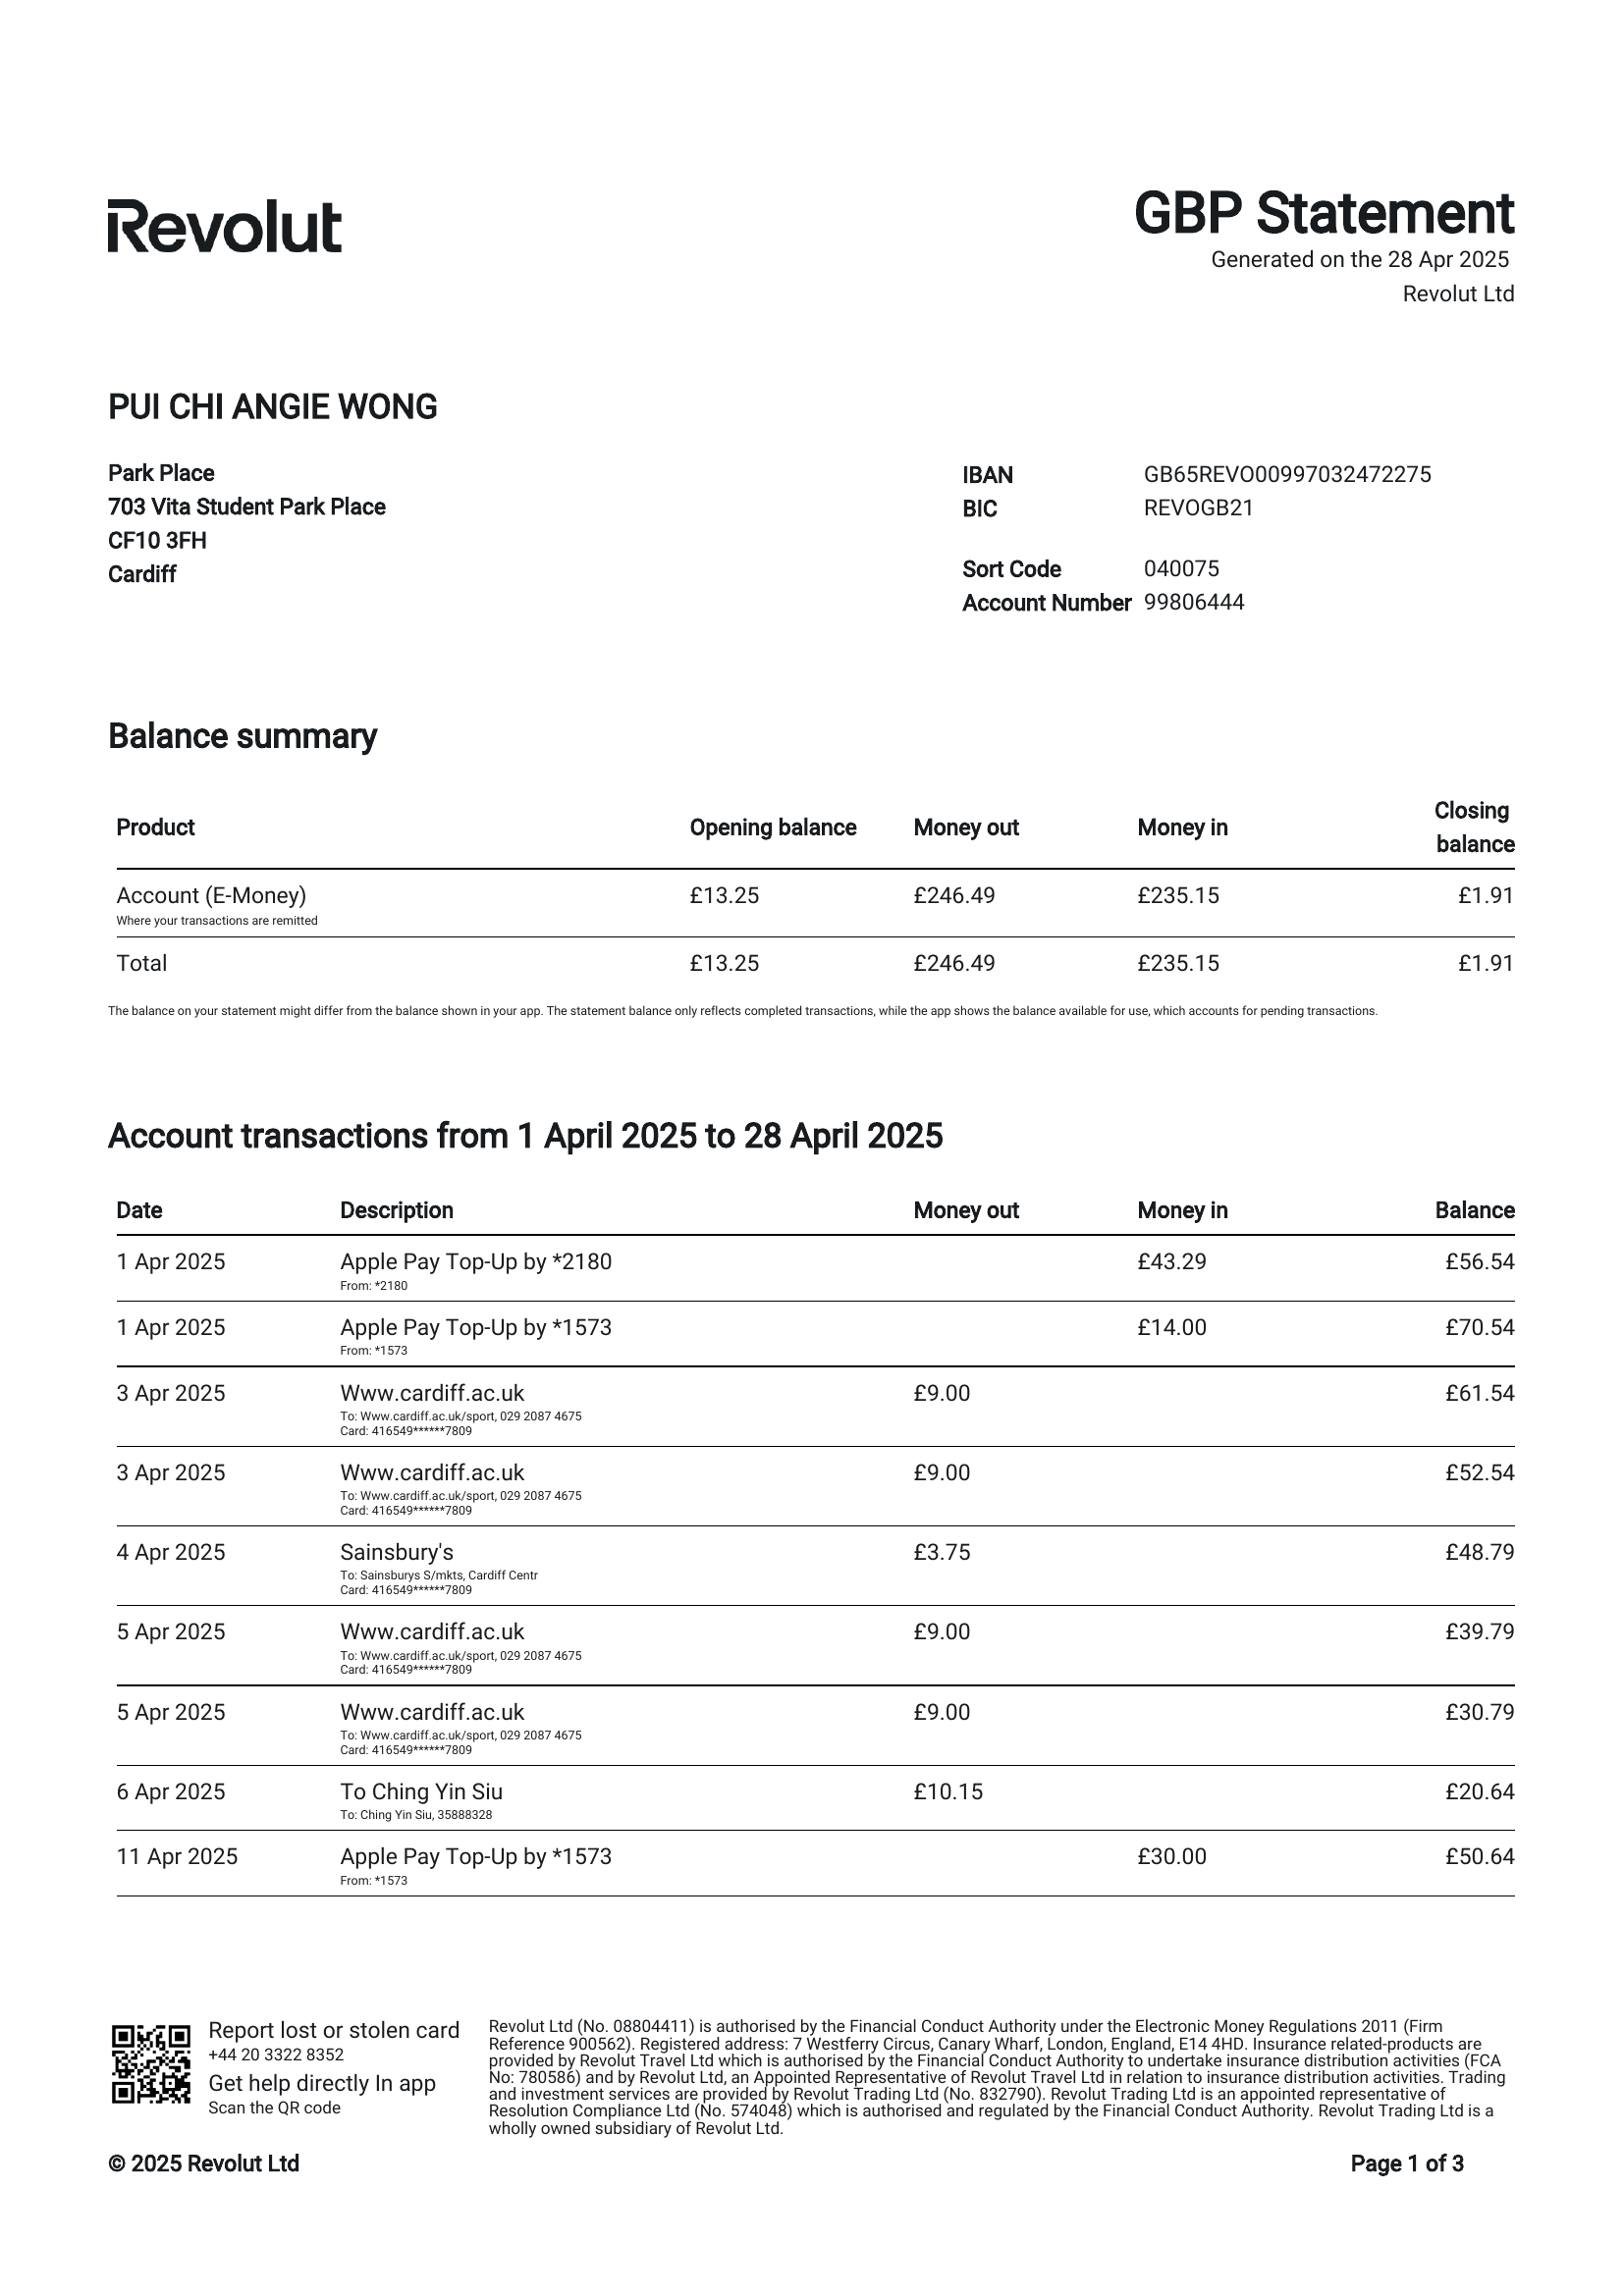 Revolut
GBP Statement
Generated on the 28 Apr 2025
Revolut Ltd
PUI CHI ANGIE WONG
Park Place
703 Vita Student Park Place
CF10 3FH
Cardiff
IBAN GB65REVO00997032472275
BIC REVOGB21
Sort Code 040075
Account Number 99806444
Balance summary
Product Opening balance Money out Money in Closing balance
Account (E-Money) £13.25 £246.49 £235.15 £1.91
Where your transactions are remitted
Total £13.25 £246.49 £235.15 £1.91
The balance on your statement might differ from the balance shown in your app. The statement balance only reflects completed transactions, while the app shows the balance available for use, which accounts for pending transactions.
Account transactions from 1 April 2025 to 28 April 2025
Date Description Money out Money in Balance
1 Apr 2025 Apple Pay Top-Up by *2180 £43.29 £56.54
From: *2180
1 Apr 2025 Apple Pay Top-Up by *1573 £14.00 £70.54
From: *1573
3 Apr 2025 Www.cardiff.ac.uk £9.00 £61.54
To: Www.cardiff.ac.uk/sport, 029 2087 4675
Card: 416549******7809
3 Apr 2025 Www.cardiff.ac.uk £9.00 £52.54
To: Www.cardiff.ac.uk/sport, 029 2087 4675
Card: 416549******7809
4 Apr 2025 Sainsbury's £3.75 £48.79
To: Sainsburys S/mkts, Cardiff Centr
Card: 416549******7809
5 Apr 2025 Www.cardiff.ac.uk £9.00 £39.79
To: Www.cardiff.ac.uk/sport, 029 2087 4675
Card: 416549******7809
5 Apr 2025 Www.cardiff.ac.uk £9.00 £30.79
To: Www.cardiff.ac.uk/sport, 029 2087 4675
Card: 416549******7809
6 Apr 2025 To Ching Yin Siu £10.15 £20.64
To: Ching Yin Siu, 35888328
11 Apr 2025 Apple Pay Top-Up by *1573 £30.00 £50.64
From: *1573
Report lost or stolen card
+44 20 3322 8352
Get help directly In app
Scan the QR code
Revolut Ltd (No. 08804411) is authorised by the Financial Conduct Authority under the Electronic Money Regulations 2011 (Firm
Reference 900562). Registered address: 7 Westferry Circus, Canary Wharf, London, England, E14 4HD. Insurance related-products are
provided by Revolut Travel Ltd which is authorised by the Financial Conduct Authority to undertake insurance distribution activities (FCA
No: 780586) and by Revolut Ltd, an Appointed Representative of Revolut Travel Ltd in relation to insurance distribution activities. Trading
and investment services are provided by Revolut Trading Ltd (No. 832790). Revolut Trading Ltd is an appointed representative of
Resolution Compliance Ltd (No. 574048) which is authorised and regulated by the Financial Conduct Authority. Revolut Trading Ltd is a
wholly owned subsidiary of Revolut Ltd.
© 2025 Revolut Ltd
Page 1 of 3